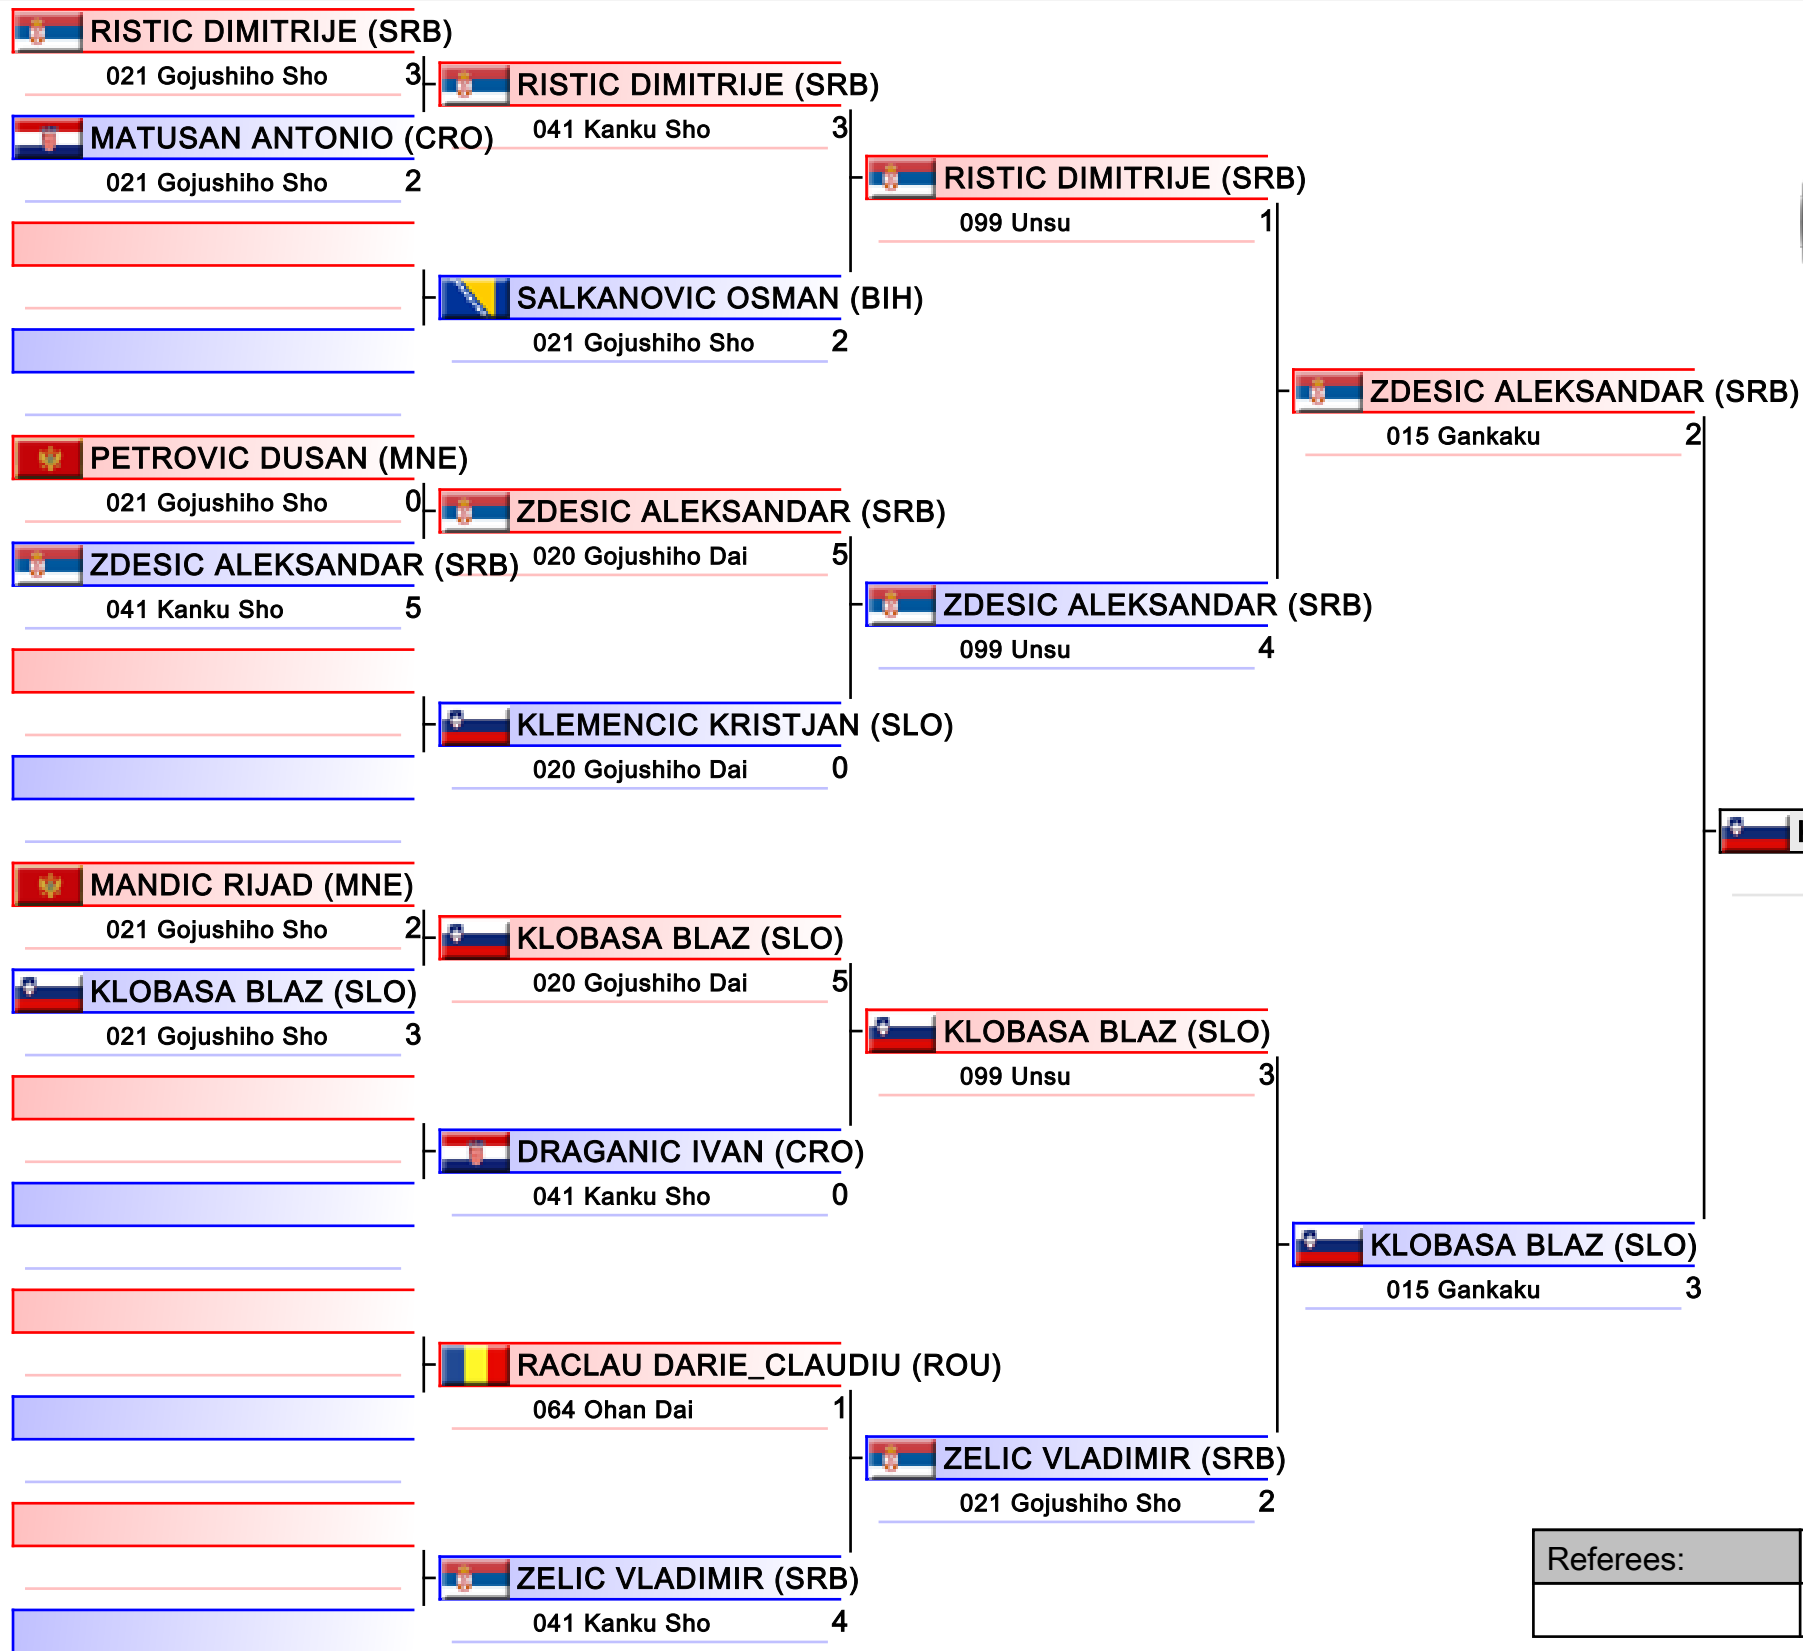 RISTIC DIMITRIJE (SRB)
021 Gojushiho Sho 3
MATUSAN ANTONIO (CRO)
021 Gojushiho Sho 2
PETROVIC DUSAN (MNE)
021 Gojushiho Sho 0
ZDESIC ALEKSANDAR (SRB)
041 Kanku Sho 5
MANDIC RIJAD (MNE)
021 Gojushiho Sho 2
KLOBASA BLAZ (SLO)
021 Gojushiho Sho 3
RISTIC DIMITRIJE (SRB)
041 Kanku Sho 3
SALKANOVIC OSMAN (BIH)
021 Gojushiho Sho 2
ZDESIC ALEKSANDAR (SRB)
020 Gojushiho Dai 5
KLEMENCIC KRISTJAN (SLO)
020 Gojushiho Dai 0
KLOBASA BLAZ (SLO)
020 Gojushiho Dai 5
DRAGANIC IVAN (CRO)
041 Kanku Sho 0
RACLAU DARIE_CLAUDIU (ROU)
064 Ohan Dai 1
ZELIC VLADIMIR (SRB)
041 Kanku Sho 4
RISTIC DIMITRIJE (SRB)
099 Unsu 1
ZDESIC ALEKSANDAR (SRB)
099 Unsu 4
KLOBASA BLAZ (SLO)
099 Unsu 3
ZELIC VLADIMIR (SRB)
021 Gojushiho Sho 2
ZDESIC ALEKSANDAR (SRB)
015 Gankaku 2
KLOBASA BLAZ (SLO)
015 Gankaku 3
Referees: